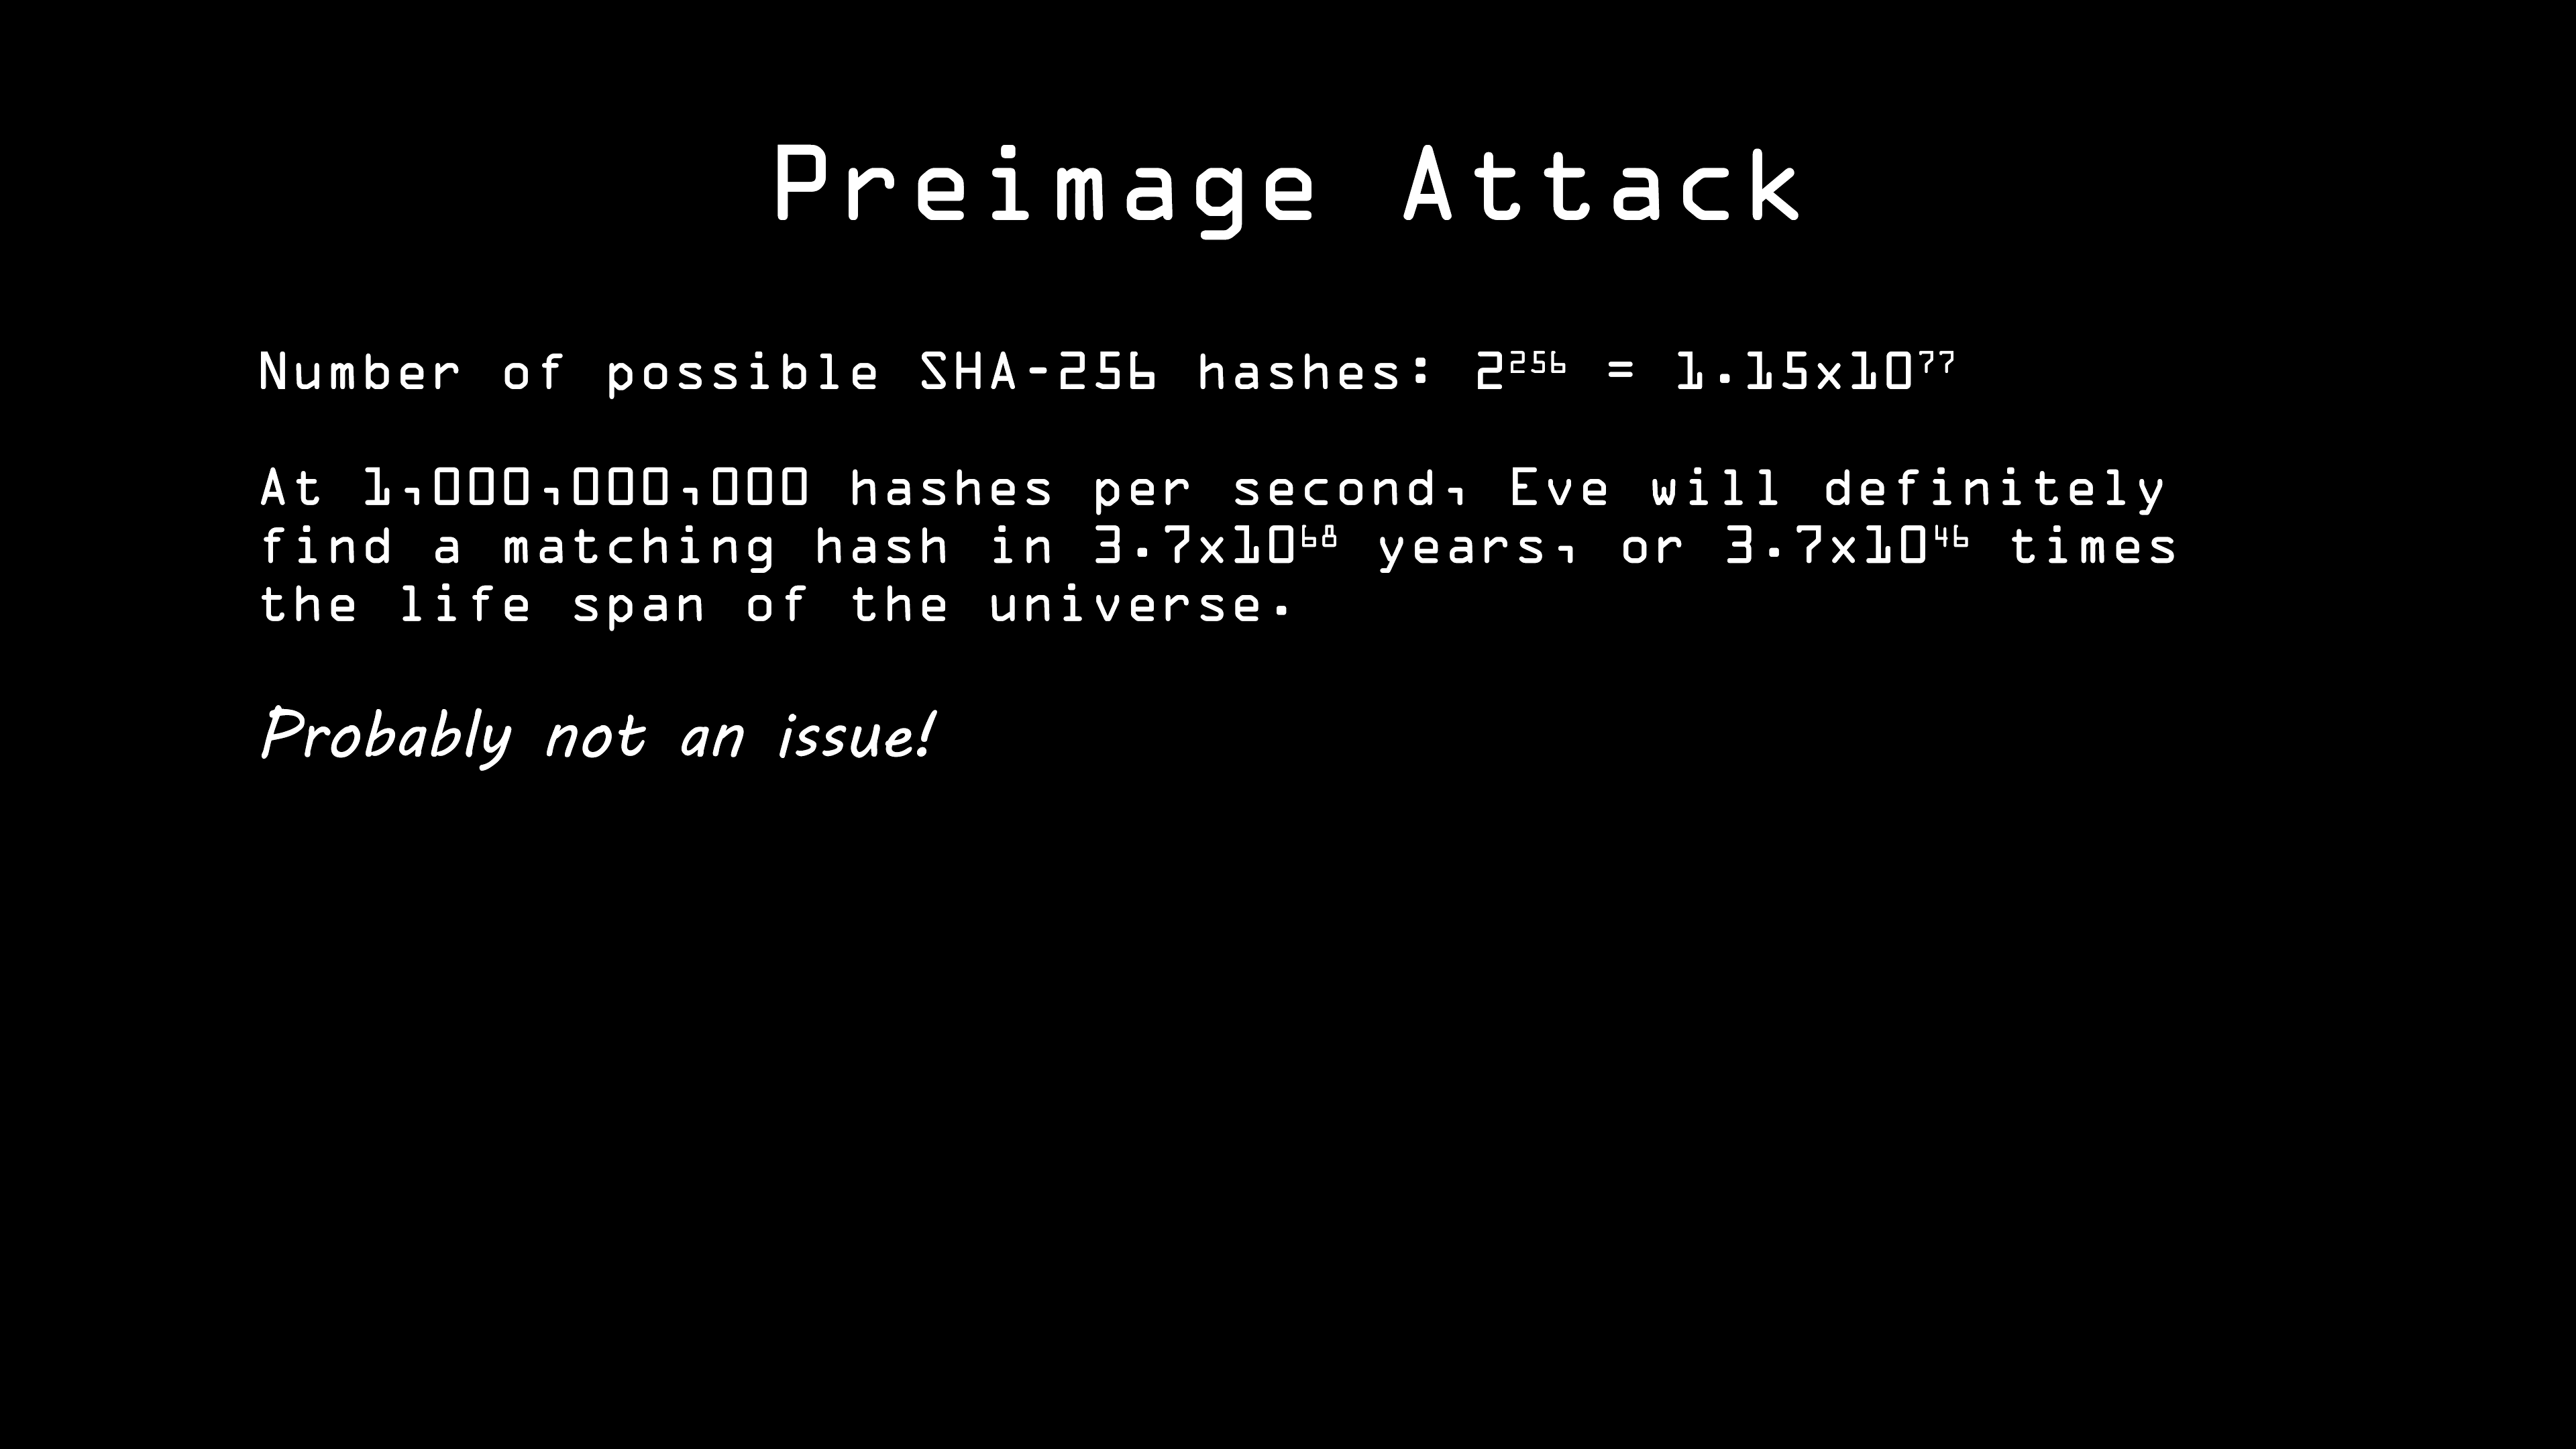 Preimage Attack
Number of possible SHA-256 hashes: 2²⁵⁶ = 1.15x10⁷⁷
At 1,000,000,000 hashes per second, Eve will definitely
find a matching hash in 3.7x10⁶⁸ years, or 3.7x10⁴⁶ times
the life span of the universe.
Probably not an issue!